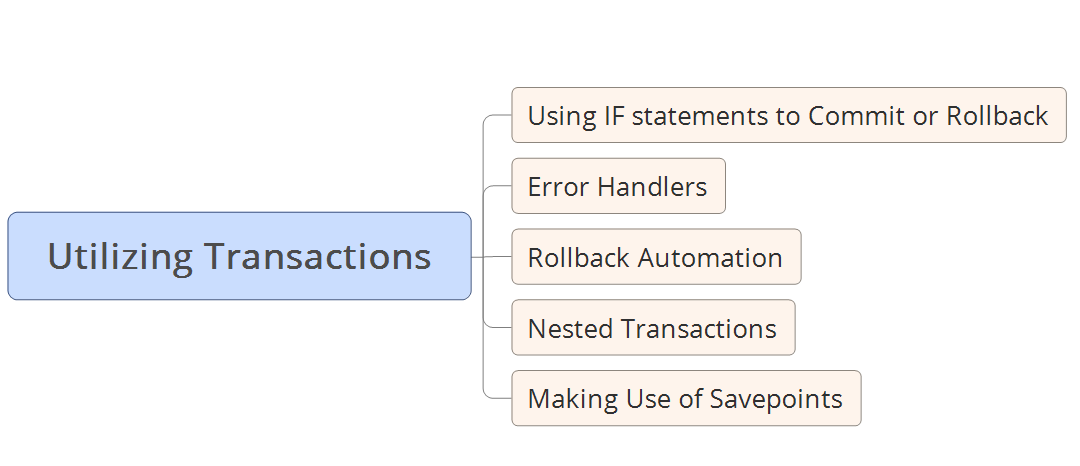 Using IF statements to Commit or Rollback
Error Handlers
Utilizing Transactions
Rollback Automation
Nested Transactions
Making Use of Savepoints